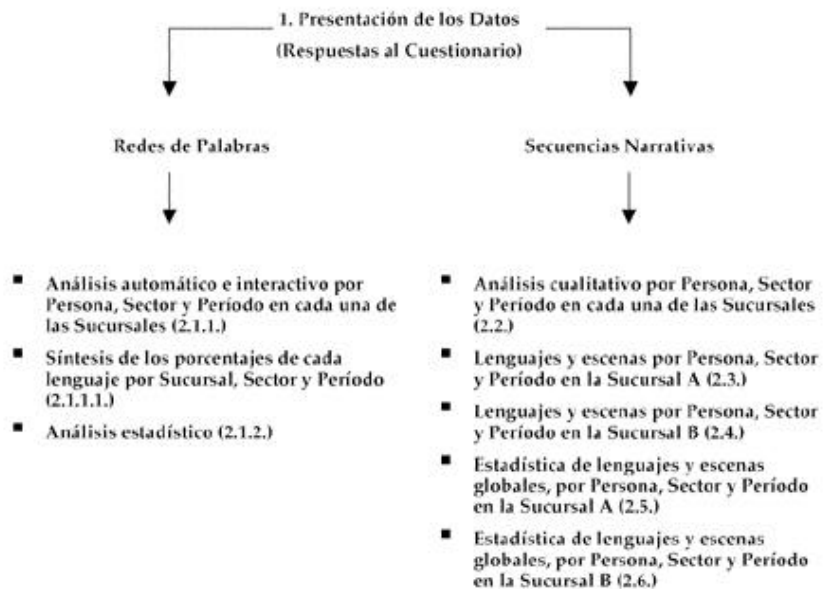 1. Presentación de los Datos
(Respuestas al Cuestionario)
Redes de Palabras
Secuencias Narrativas
▪ Análisis automático e interactivo por
Persona, Sector y Período en cada una de
las Sucursales (2.1.1.)
▪ Síntesis de los porcentajes de cada
lenguaje por Sucursal, Sector y Período
(2.1.1.1.)
▪ Análisis estadístico (2.1.2.)
▪ Análisis cualitativo por Persona, Sector
y Período en cada una de las Sucursales
(2.2.)
▪ Lenguajes y escenas por Persona, Sector
y Período en la Sucursal A (2.3.)
▪ Lenguajes y escenas por Persona, Sector
y Período en la Sucursal B (2.4.)
▪ Estadística de lenguajes y escenas
globales, por Persona, Sector y Período
en la Sucursal A (2.5.)
▪ Estadística de lenguajes y escenas
globales, por Persona, Sector y Período
en la Sucursal B (2.6.)